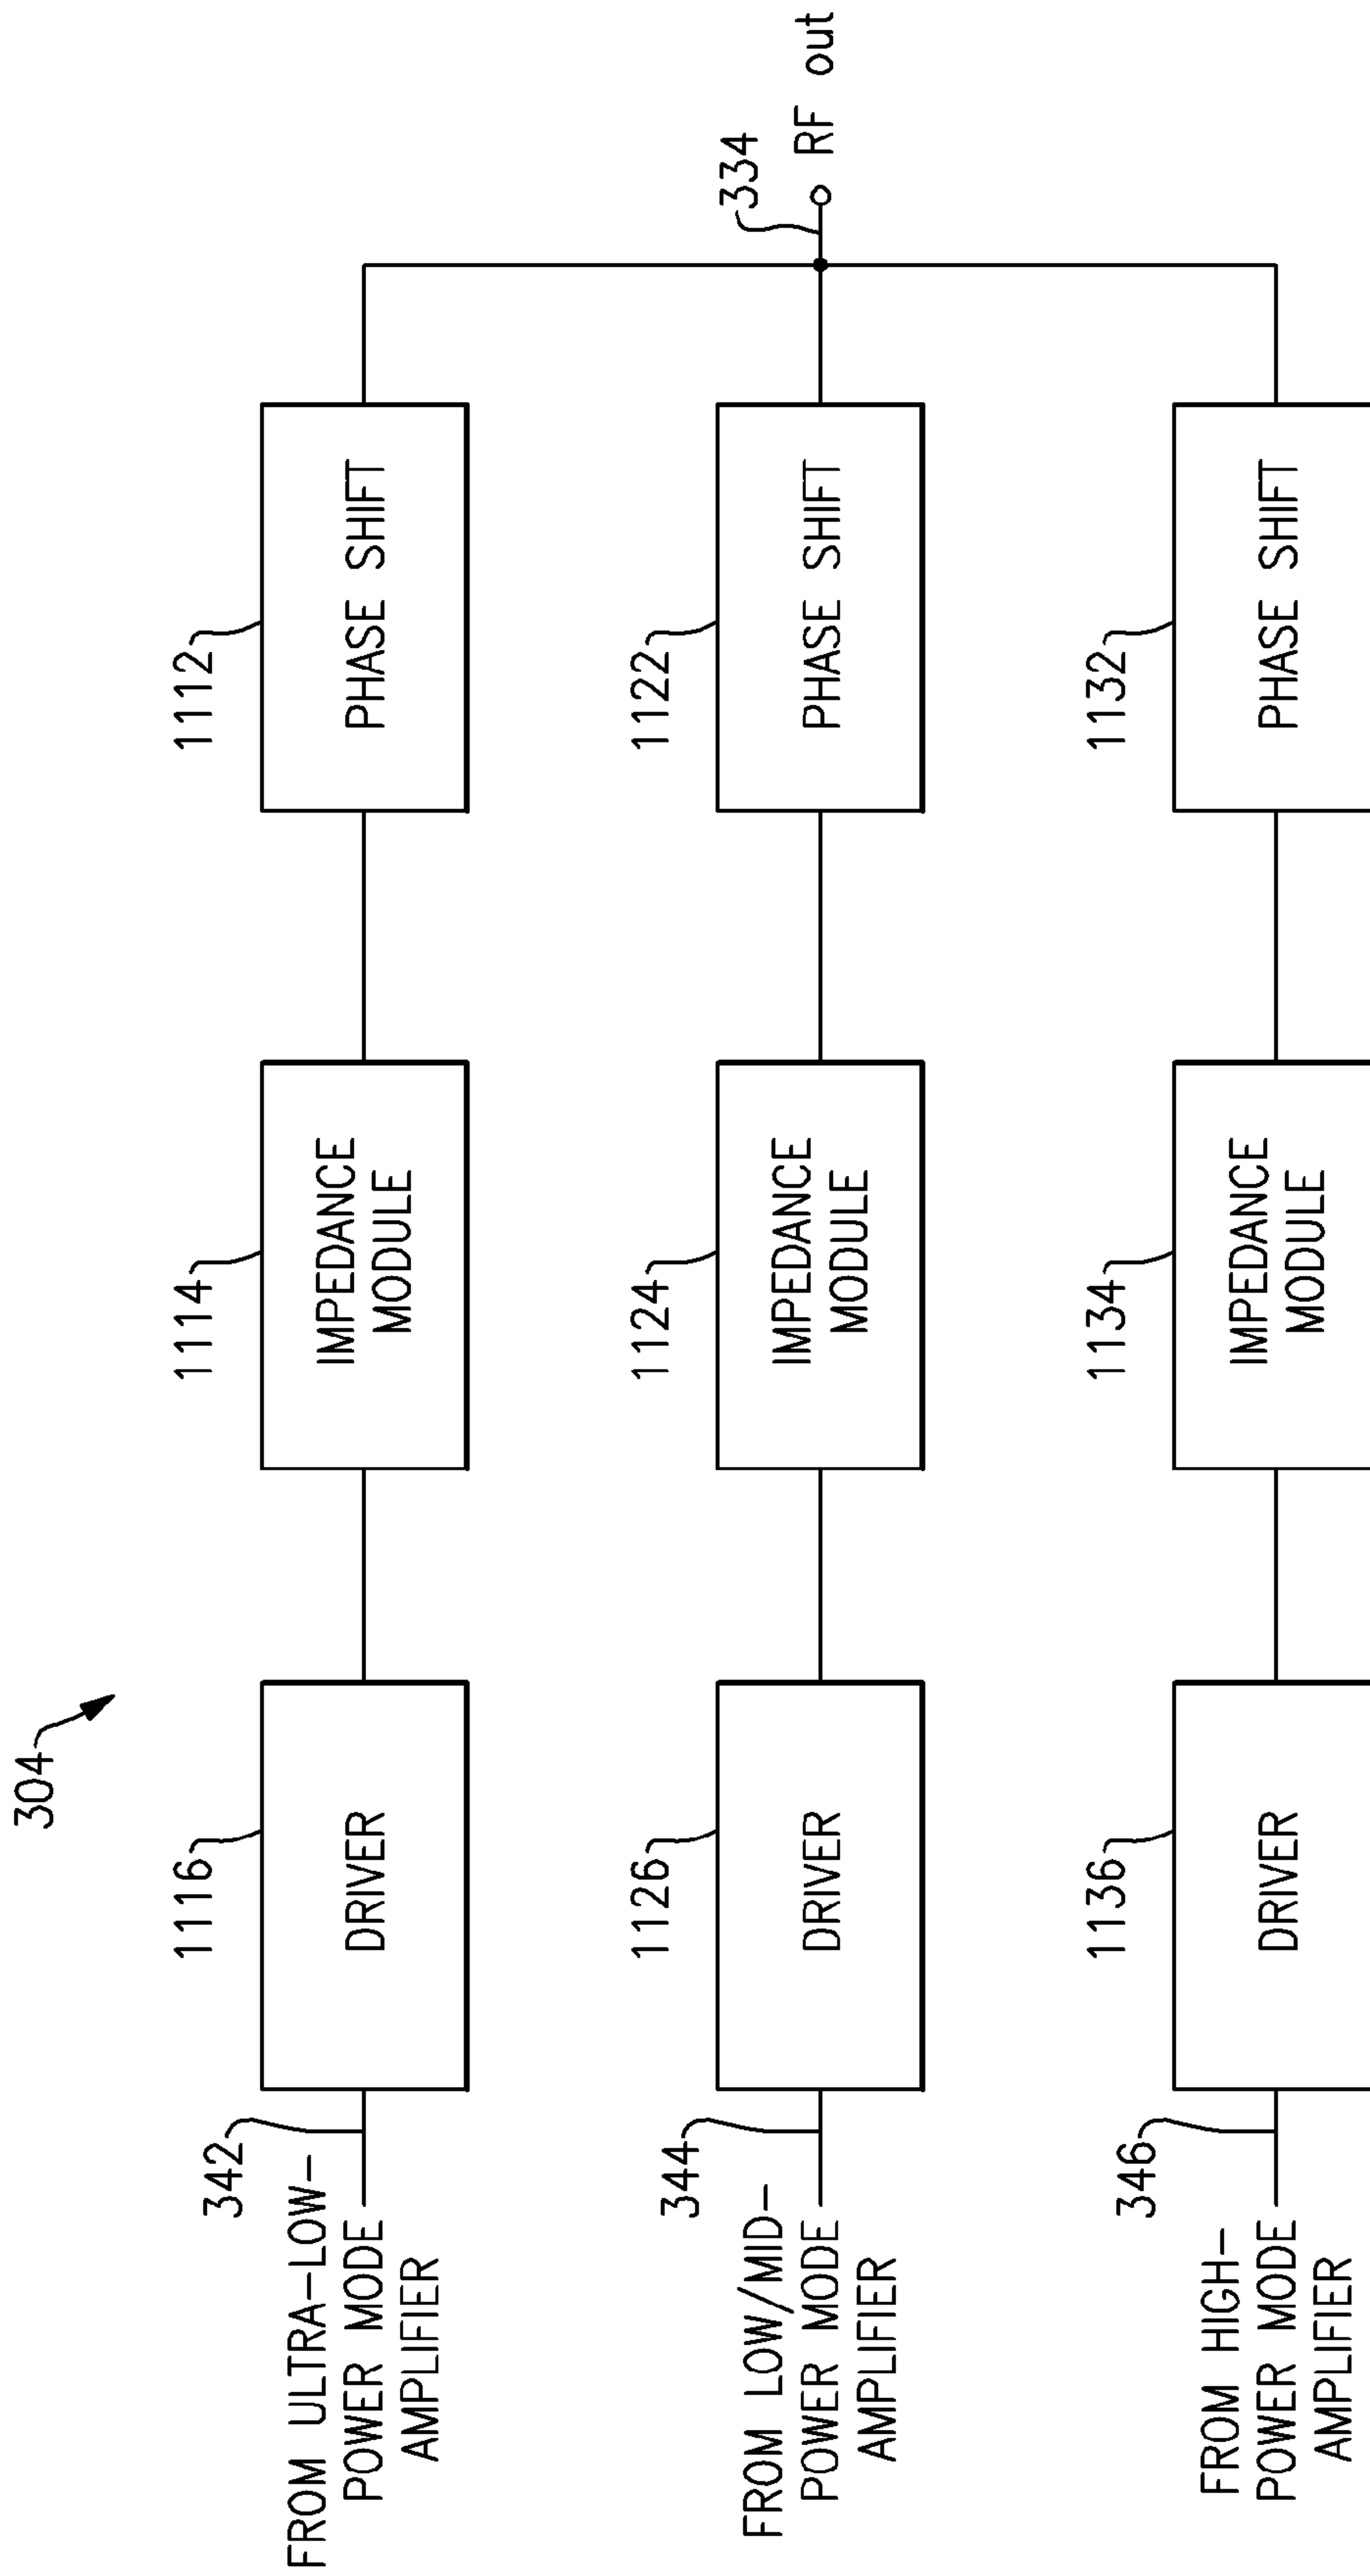 304
FROM ULTRA-LOW-
POWER MODE
AMPLIFIER
342
1116
DRIVER
1114
IMPEDANCE
MODULE
1112
PHASE SHIFT
FROM LOW/MID-
POWER MODE
AMPLIFIER
344
1126
DRIVER
1124
IMPEDANCE
MODULE
1122
PHASE SHIFT
334
RF out
FROM HIGH-
POWER MODE
AMPLIFIER
346
1136
DRIVER
1134
IMPEDANCE
MODULE
1132
PHASE SHIFT